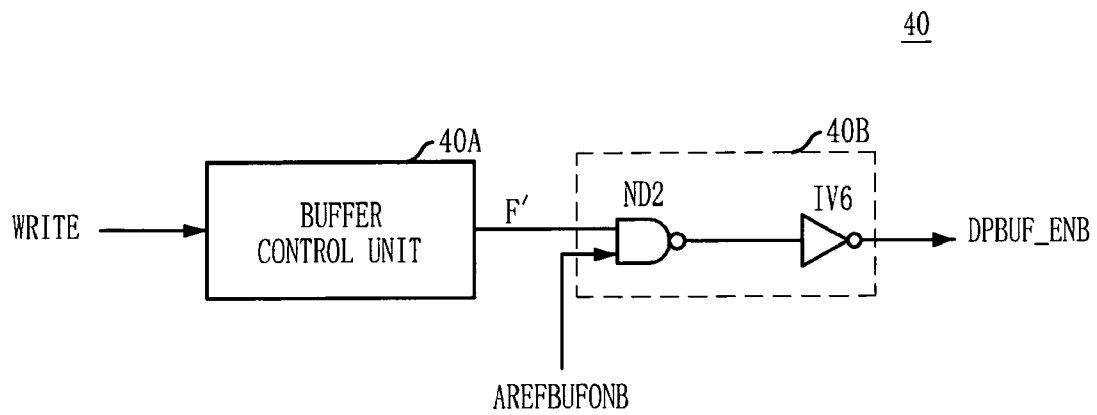 40
40A
40B
ND2
IV6
WRITE
BUFFER
CONTROL UNIT
F′
DPBUF_ENB
AREFBUFONB